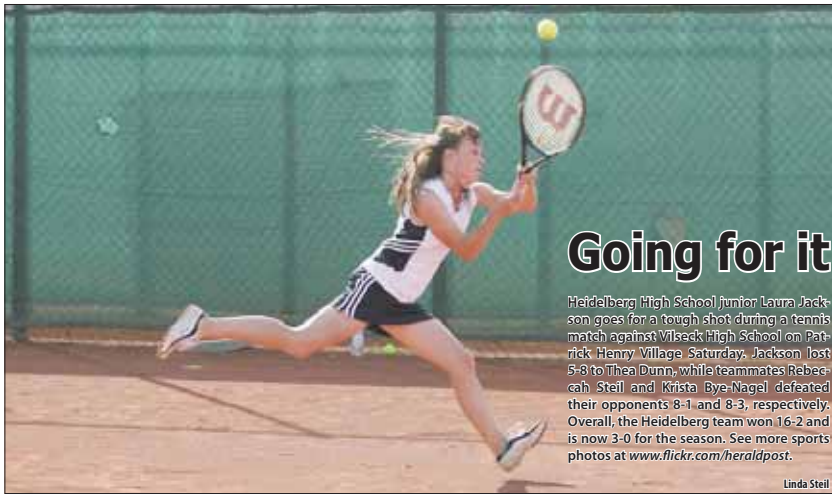 W
Going for it
Heidelberg High School junior Laura Jack-
son goes for a tough shot during a tennis
match against Vilseck High School on Pat-
rick Henry Village Saturday. Jackson lost
5-8 to Thea Dunn, while teammates Rebec-
cah Steil and Krista Bye-Nagel defeated
their opponents 8-1 and 8-3, respectively.
Overall, the Heidelberg team won 16-2 and
is now 3-0 for the season. See more sports
photos at www.flickr.com/heraldpost.
Linda Steil